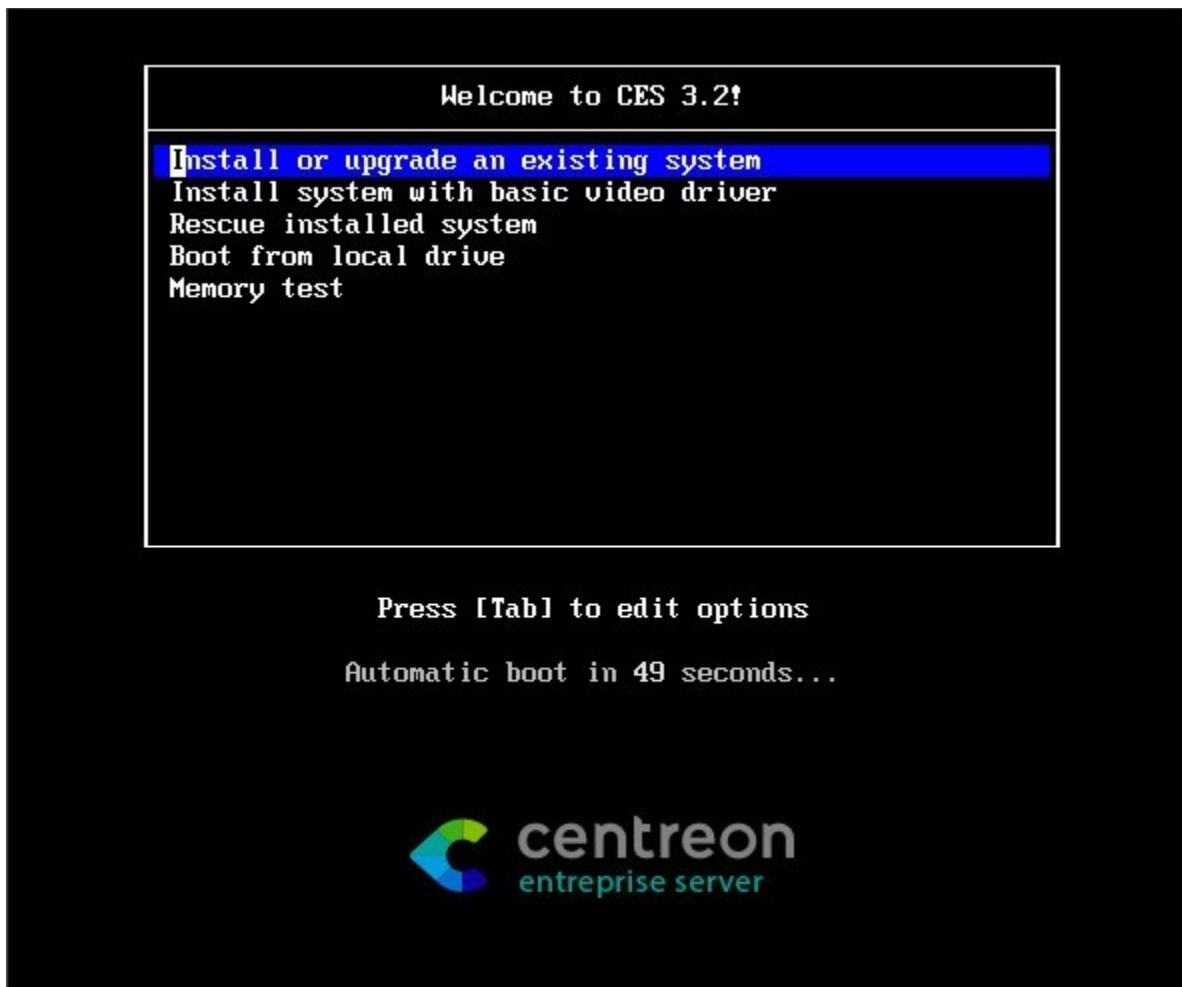 Welcome to CES 3.2!
Install or upgrade an existing system
Install system with basic video driver
Rescue installed system
Boot from local drive
Memory test
Press [Tab] to edit options
Automatic boot in 49 seconds...
centreon
entreprise server